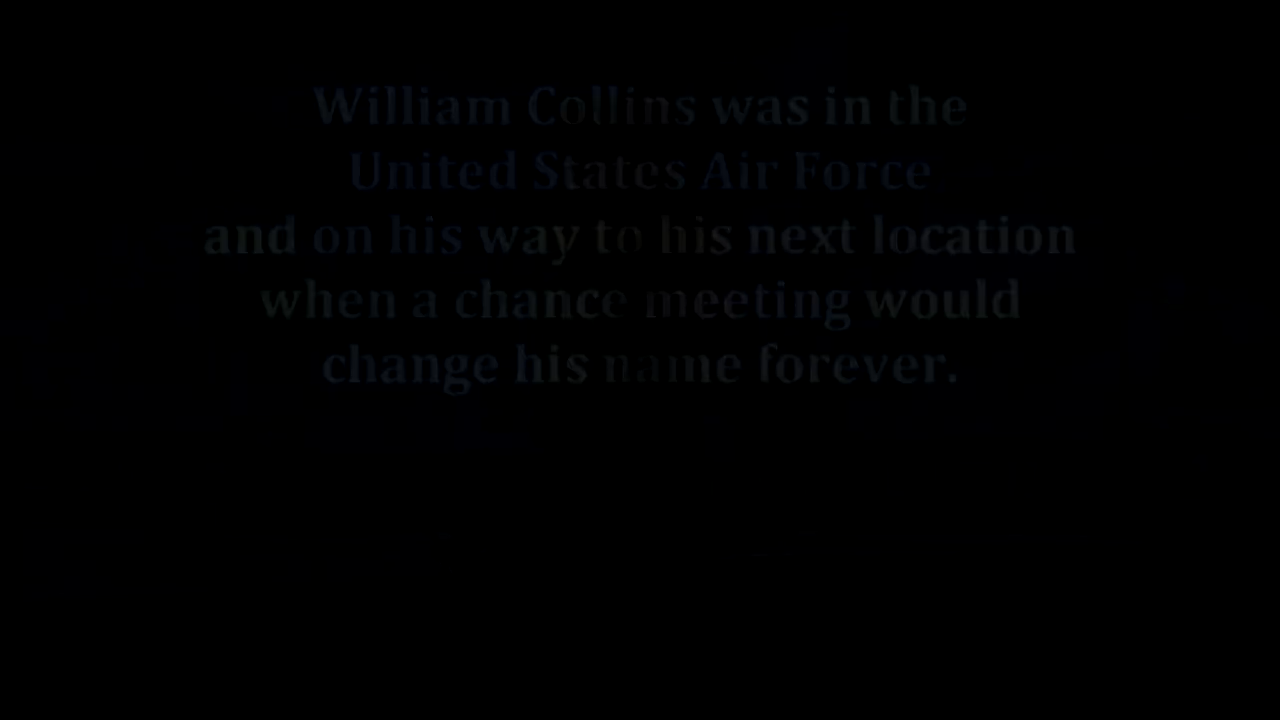 William Collins was in the
United States Air Force
and on his way to his next location
when a chance meeting would
change his name forever.